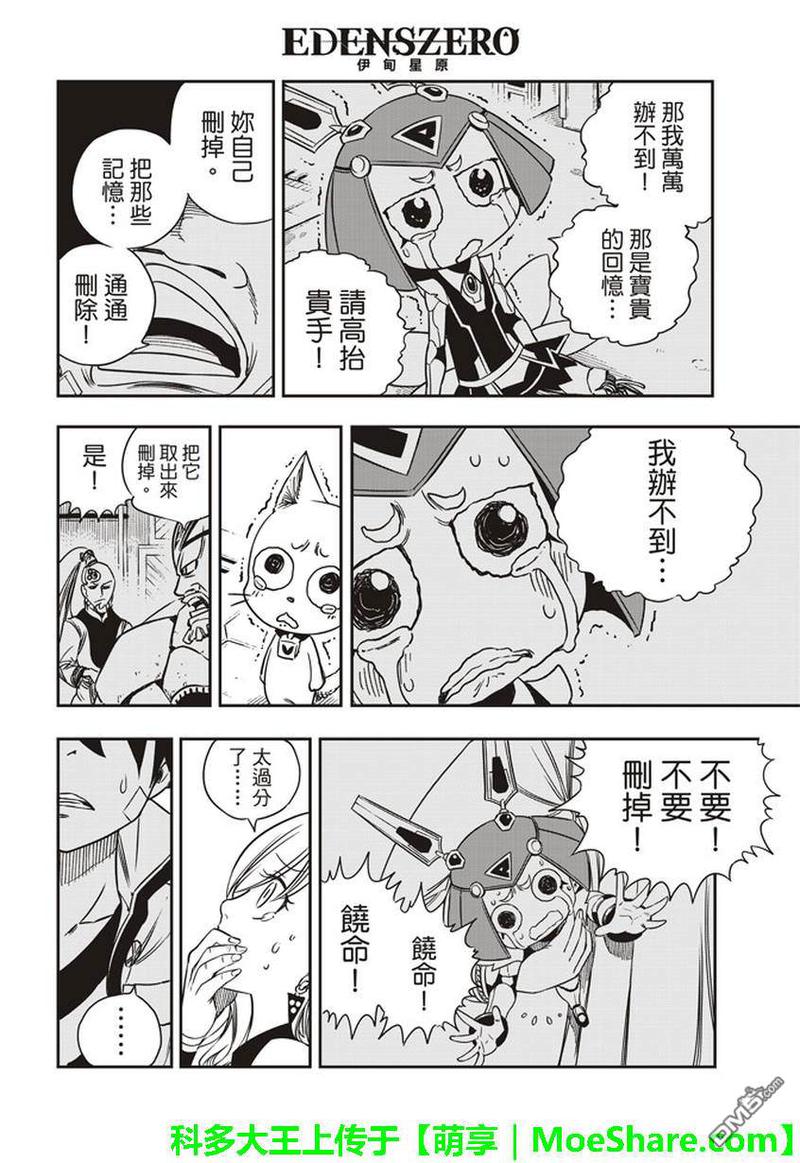 EDENSZERO
伊甸星原
那我萬萬
辦不到！
那是寶貴
的回憶…
請高抬
貴手！
妳自己
刪掉。
把那些
記憶…
通通
刪除！
我辦不到…
把它
取出來
刪掉。
是！
不要！
不要
刪掉！
饒命！
饒命！
太過分
了……
……
DM5.com
科多大王上传于【萌享｜MoeShare.com】